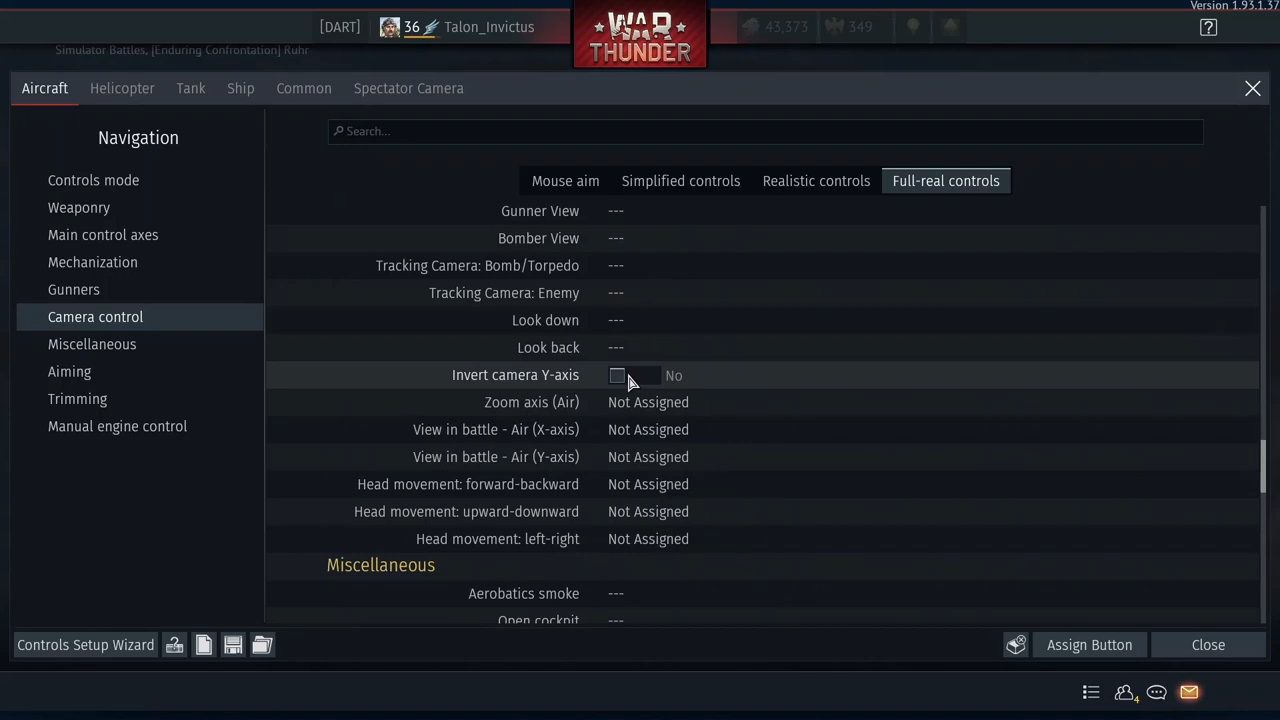 Version 1.93.1.37
[DART] 36 Talon_Invictus
WAR THUNDER
43,373 349
Simulator Battles, [Enduring Confrontation] Ruhr
Aircraft Helicopter Tank Ship Common Spectator Camera
Navigation
Controls mode
Weaponry
Main control axes
Mechanization
Gunners
Camera control
Miscellaneous
Aiming
Trimming
Manual engine control
Search...
Mouse aim Simplified controls Realistic controls Full-real controls
Gunner View ---
Bomber View ---
Tracking Camera: Bomb/Torpedo ---
Tracking Camera: Enemy ---
Look down ---
Look back ---
Invert camera Y-axis No
Zoom axis (Air) Not Assigned
View in battle - Air (X-axis) Not Assigned
View in battle - Air (Y-axis) Not Assigned
Head movement: forward-backward Not Assigned
Head movement: upward-downward Not Assigned
Head movement: left-right Not Assigned
Miscellaneous
Aerobatics smoke ---
Open cockpit ---
Controls Setup Wizard Assign Button Close
4